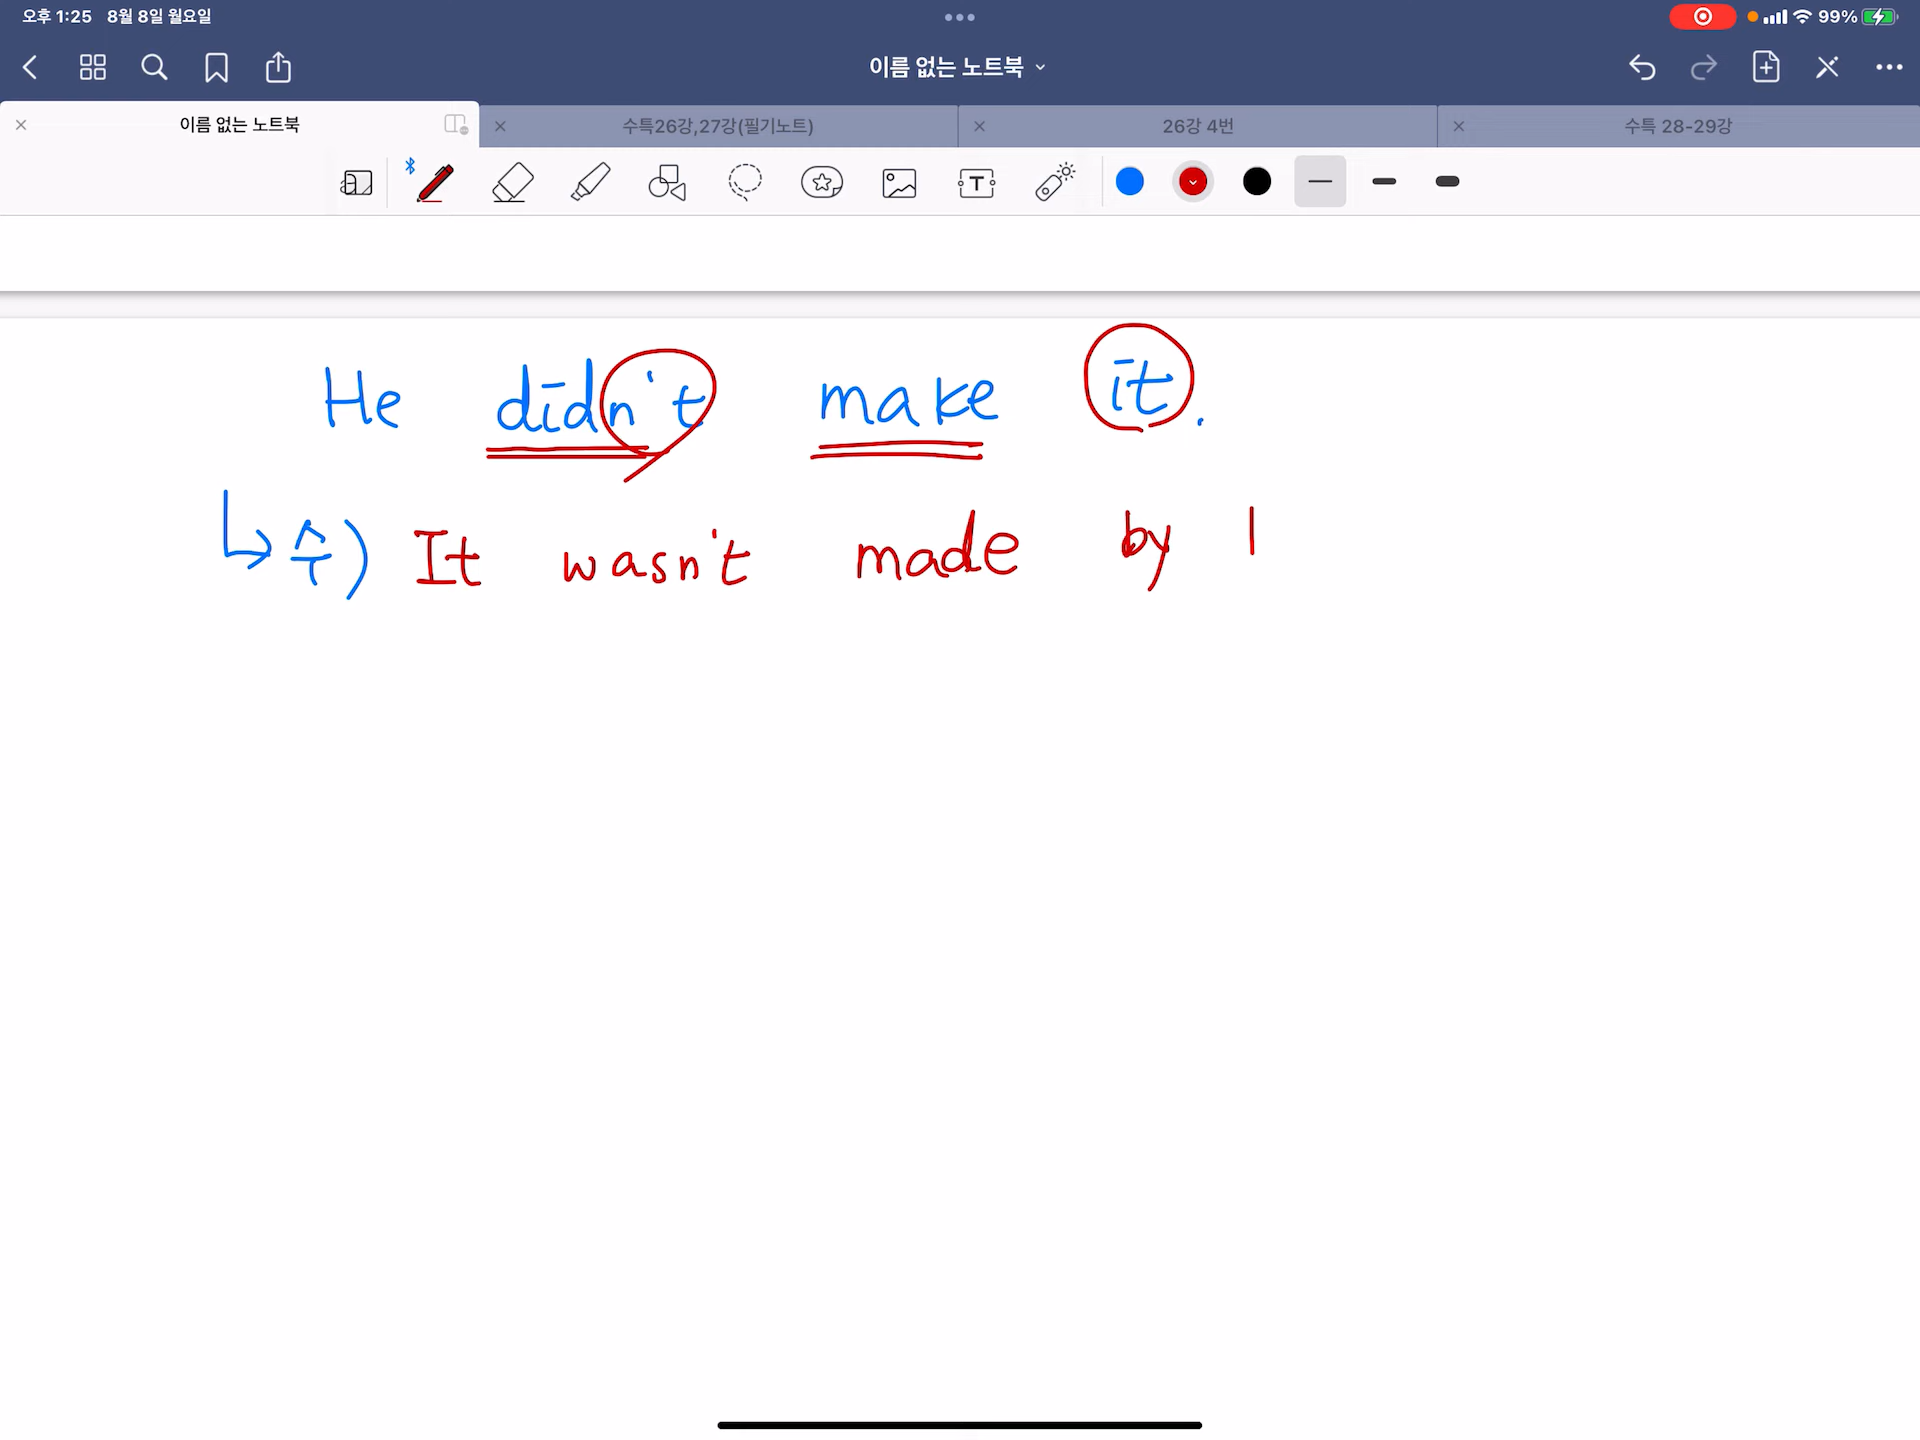 오후 1:25 8월 8일 월요일
99%
이름 없는 노트북
이름 없는 노트북
수특26강,27강(필기노트)
26강 4번
수특 28-29강
He didn't make it.
수) It wasn't made by